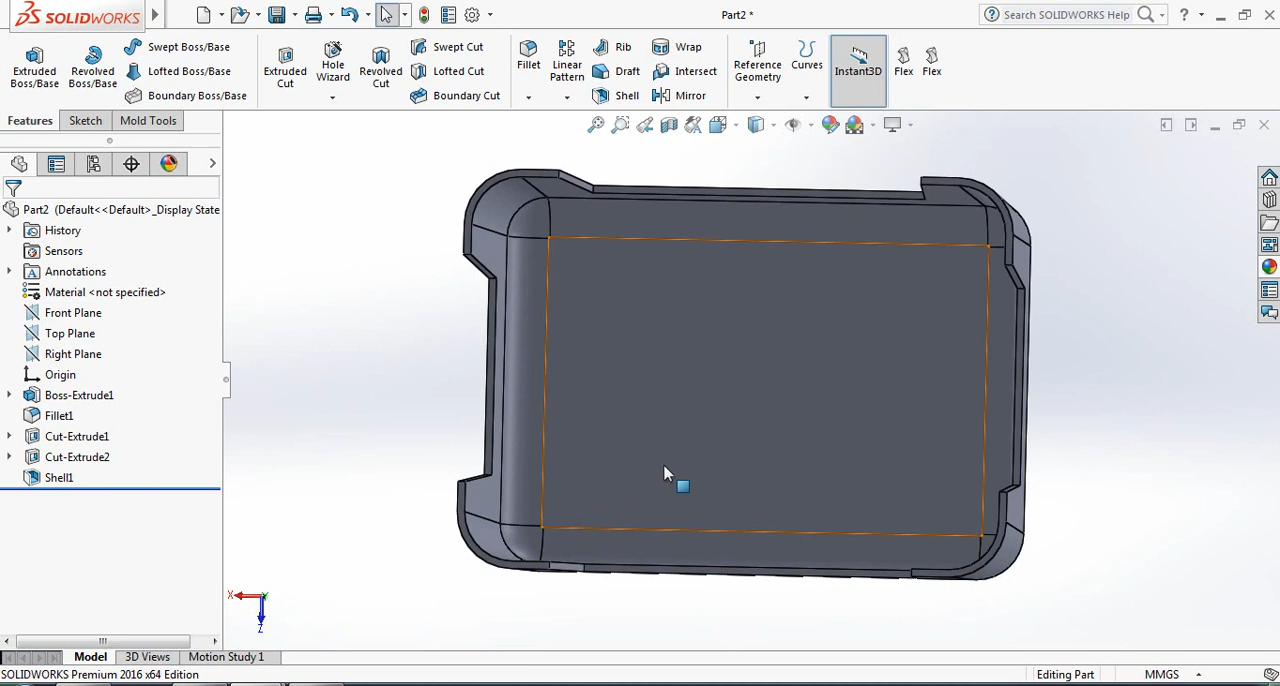 SOLIDWORKS
Part2 *
Search SOLIDWORKS Help
?
Extruded Boss/Base
Revolved Boss/Base
Swept Boss/Base
Lofted Boss/Base
Boundary Boss/Base
Extruded Cut
Hole Wizard
Revolved Cut
Swept Cut
Lofted Cut
Boundary Cut
Fillet
Linear Pattern
Rib
Draft
Shell
Wrap
Intersect
Mirror
Reference Geometry
Curves
Instant3D
Flex
Flex
Features
Sketch
Mold Tools
Part2 (Default<<Default>_Display State
History
Sensors
Annotations
Material <not specified>
Front Plane
Top Plane
Right Plane
Origin
Boss-Extrude1
Fillet1
Cut-Extrude1
Cut-Extrude2
Shell1
X
Y
Z
Model
3D Views
Motion Study 1
SOLIDWORKS Premium 2016 x64 Edition
Editing Part
MMGS